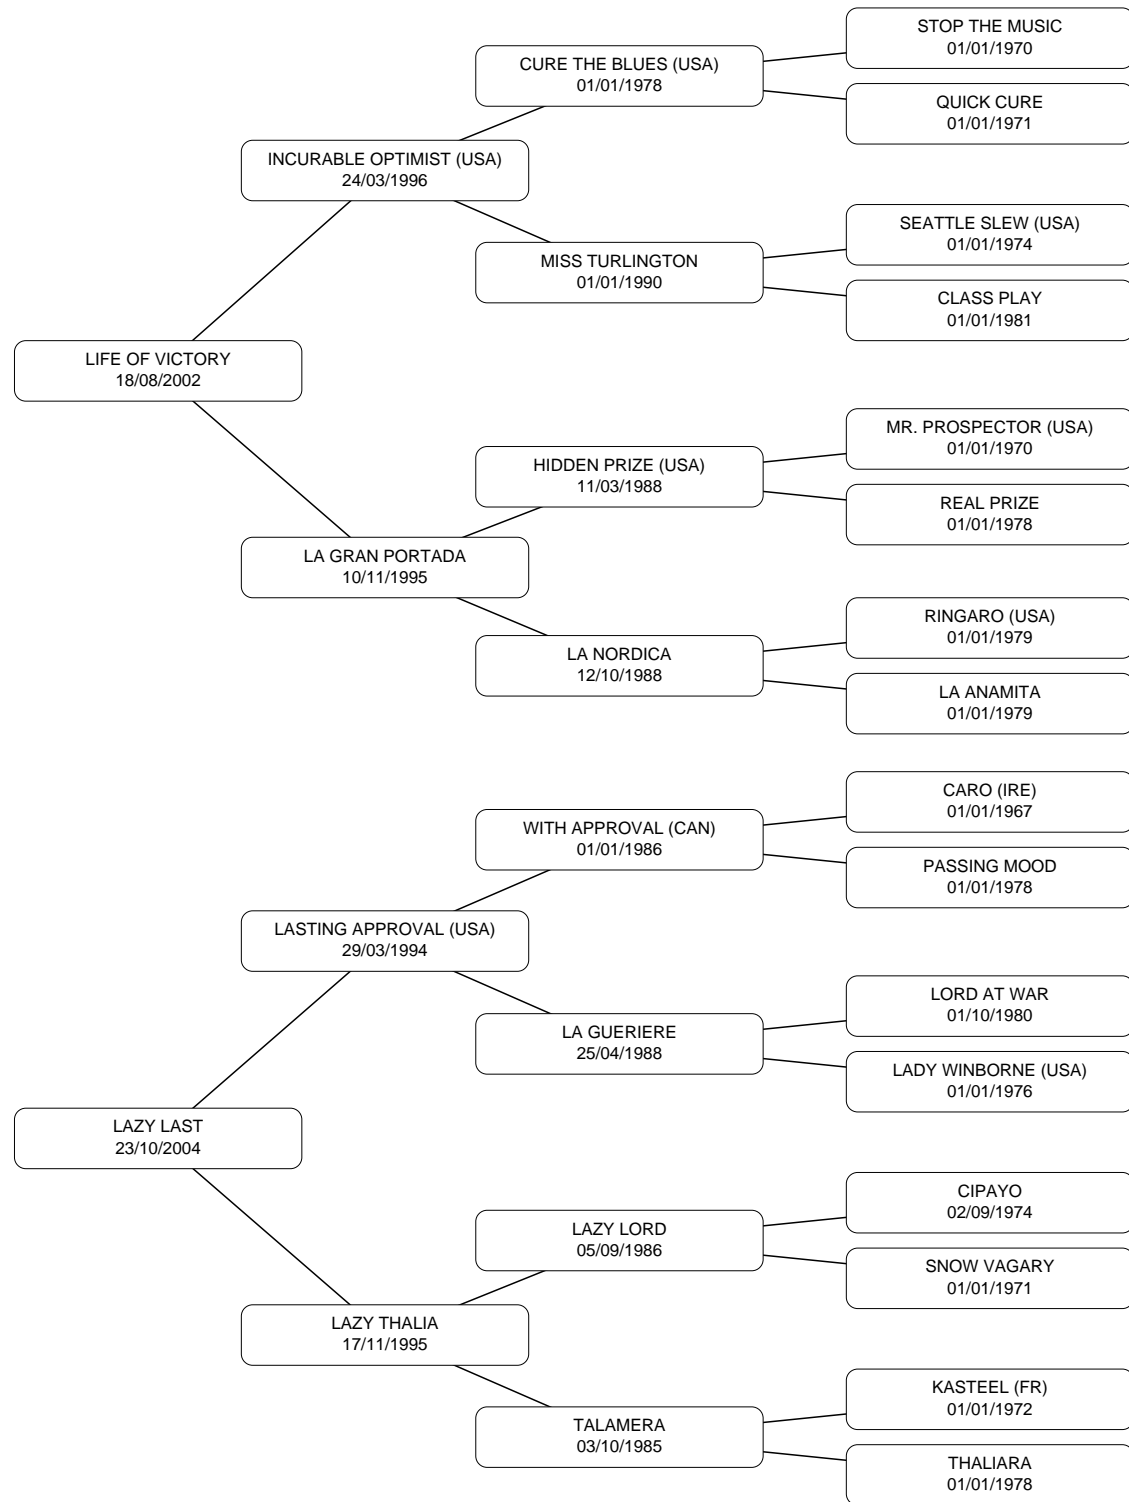 STOP THE MUSIC
01/01/1970
CURE THE BLUES (USA)
01/01/1978
QUICK CURE
01/01/1971
INCURABLE OPTIMIST (USA)
24/03/1996
SEATTLE SLEW (USA)
01/01/1974
MISS TURLINGTON
01/01/1990
CLASS PLAY
01/01/1981
LIFE OF VICTORY
18/08/2002
MR. PROSPECTOR (USA)
01/01/1970
HIDDEN PRIZE (USA)
11/03/1988
REAL PRIZE
01/01/1978
LA GRAN PORTADA
10/11/1995
RINGARO (USA)
01/01/1979
LA NORDICA
12/10/1988
LA ANAMITA
01/01/1979
CARO (IRE)
01/01/1967
WITH APPROVAL (CAN)
01/01/1986
PASSING MOOD
01/01/1978
LASTING APPROVAL (USA)
29/03/1994
LORD AT WAR
01/10/1980
LA GUERIERE
25/04/1988
LADY WINBORNE (USA)
01/01/1976
LAZY LAST
23/10/2004
CIPAYO
02/09/1974
LAZY LORD
05/09/1986
SNOW VAGARY
01/01/1971
LAZY THALIA
17/11/1995
KASTEEL (FR)
01/01/1972
TALAMERA
03/10/1985
THALIARA
01/01/1978